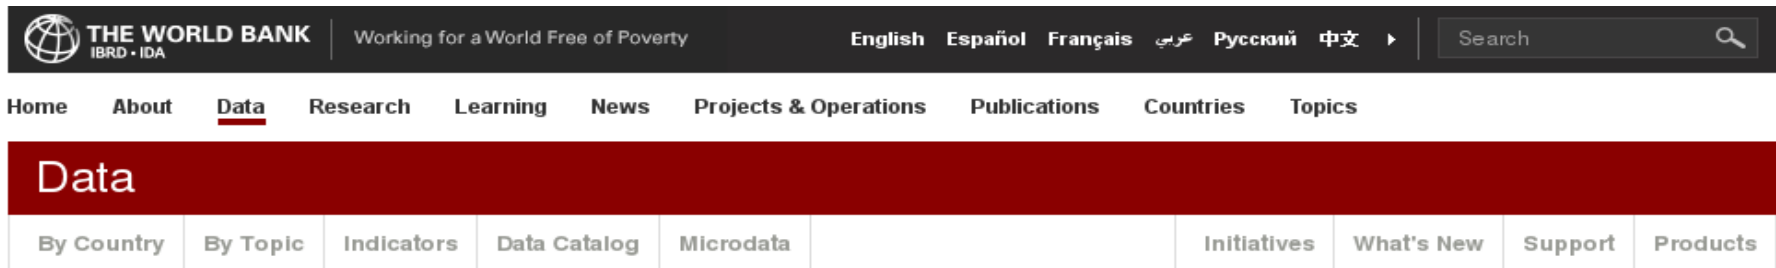 THE WORLD BANK
IBRD • IDA
Working for a World Free of Poverty
English Español Français عربي Русский 中文
Search
Home About Data Research Learning News Projects & Operations Publications Countries Topics
Data
By Country By Topic Indicators Data Catalog Microdata Initiatives What's New Support Products